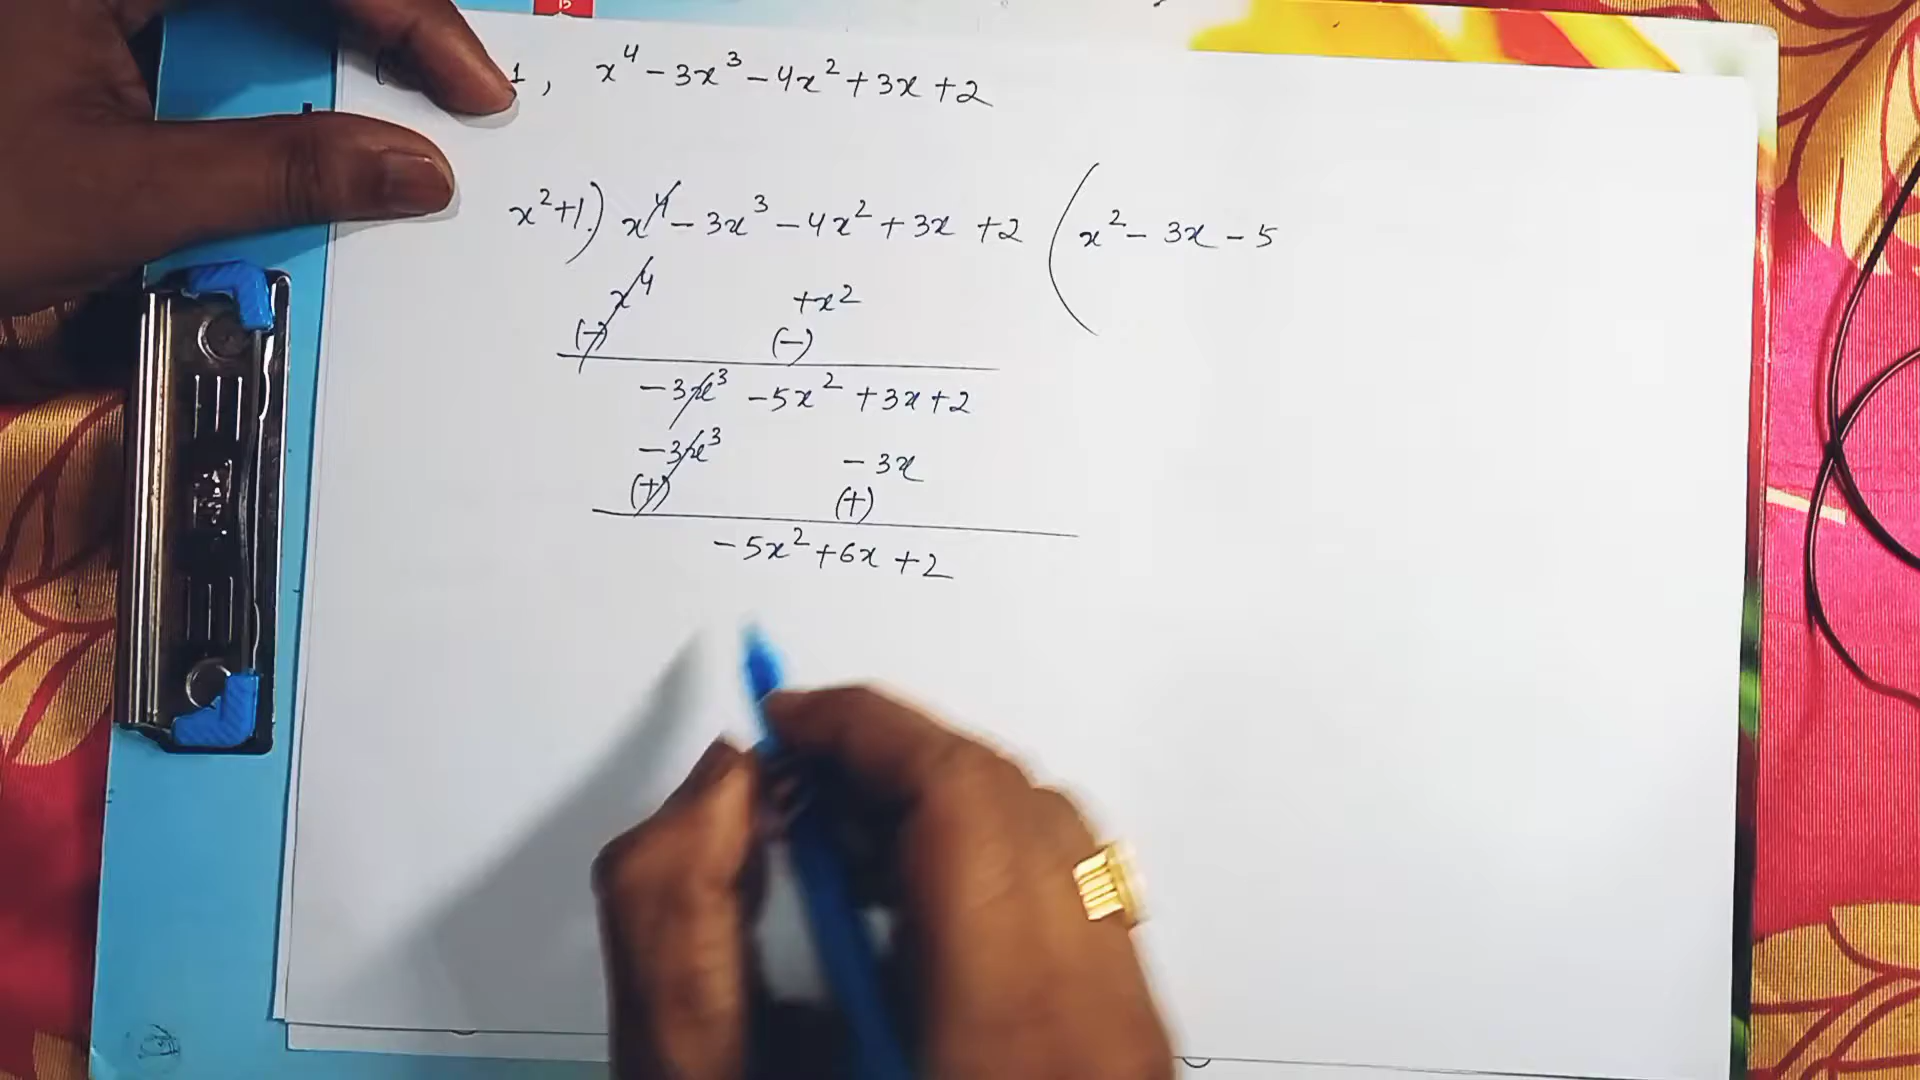 1, x⁴ - 3x³ - 4x² + 3x + 2
x²+1) x⁴ - 3x³ - 4x² + 3x + 2 ( x² - 3x - 5
x⁴ +x²
(-) (-)
-3x³ -5x² +3x+2
-3x³ -3x
(+) (+)
-5x² +6x +2